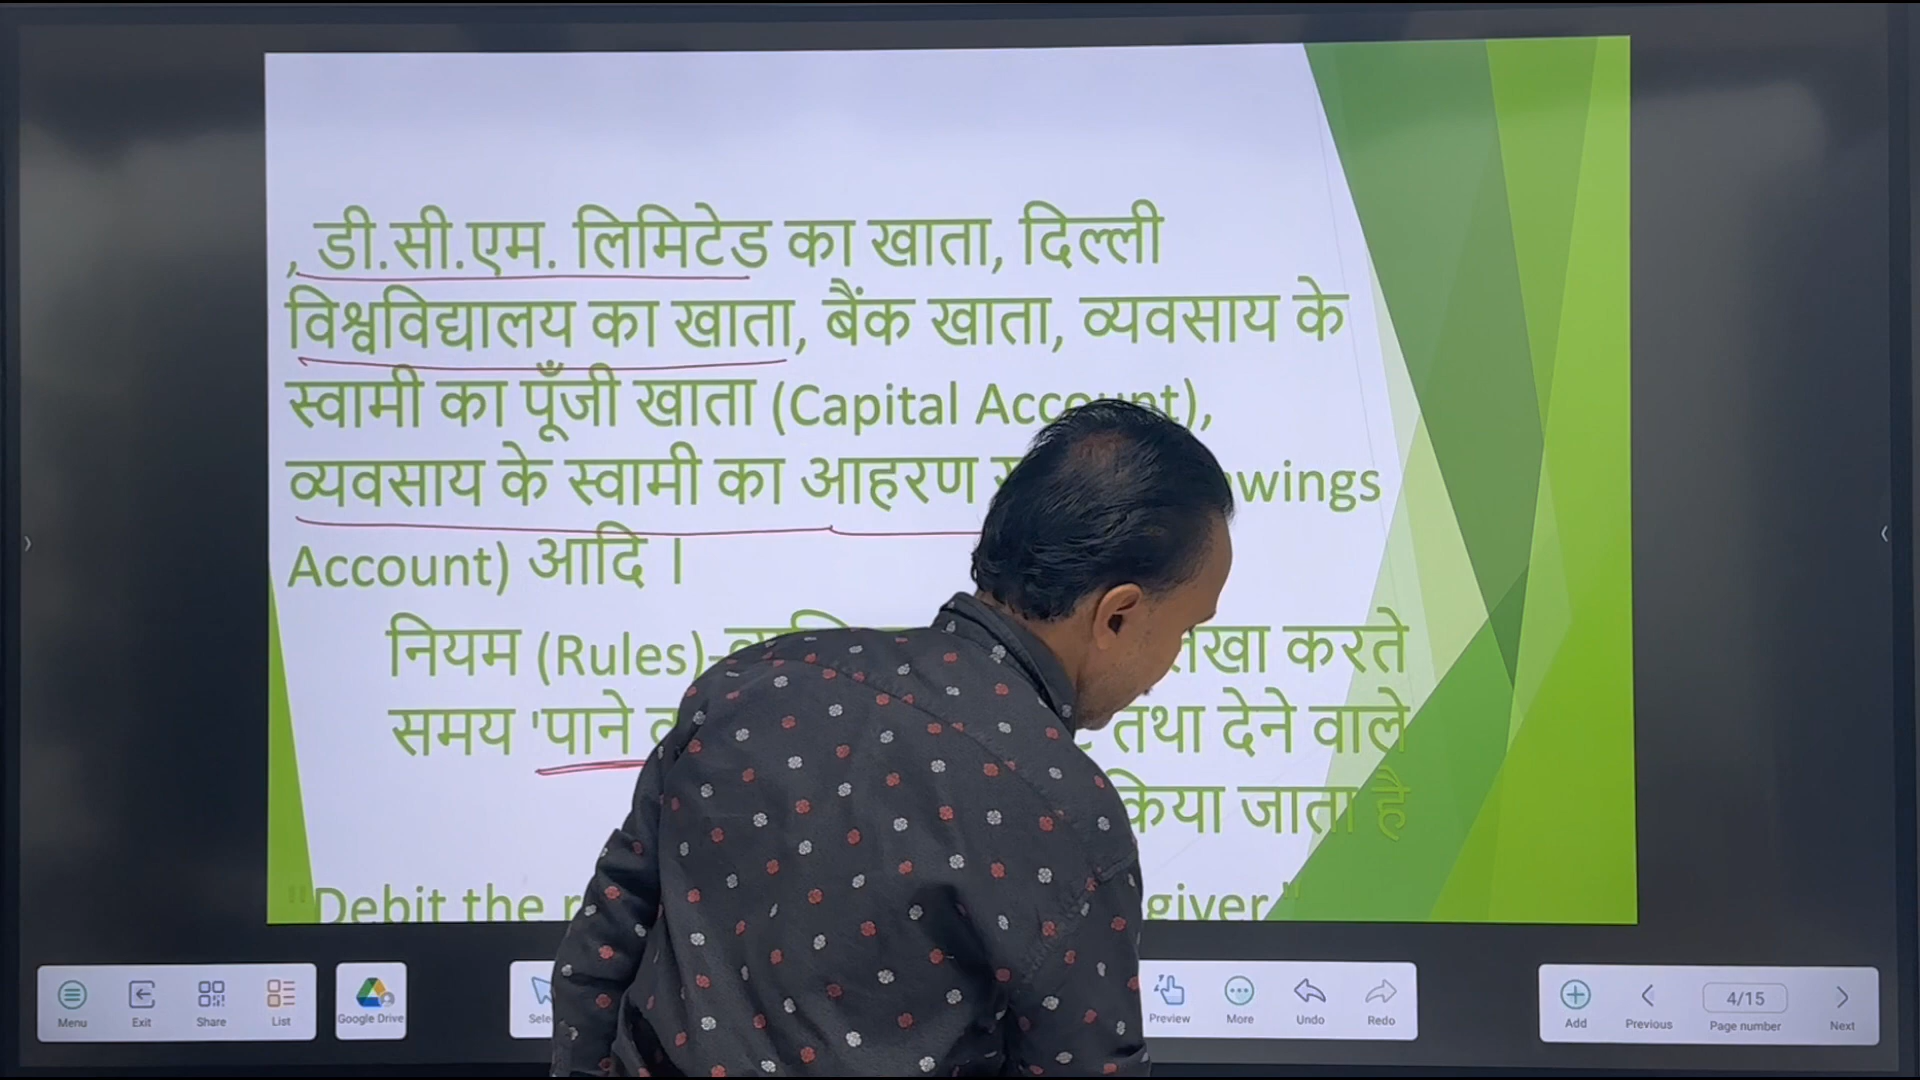 , डी.सी.एम. लिमिटेड का खाता, दिल्ली
विश्वविद्यालय का खाता, बैंक खाता, व्यवसाय के
स्वामी का पूँजी खाता (Capital Account),
व्यवसाय के स्वामी का आहरण
Account) आदि ।
नियम (Rules)- करते
समय 'पाने तथा देने वाले
किया जाता है
"Debit the giver."
Menu Exit Share List Google Drive Preview More Undo Redo Add Previous 4/15 Page number Next